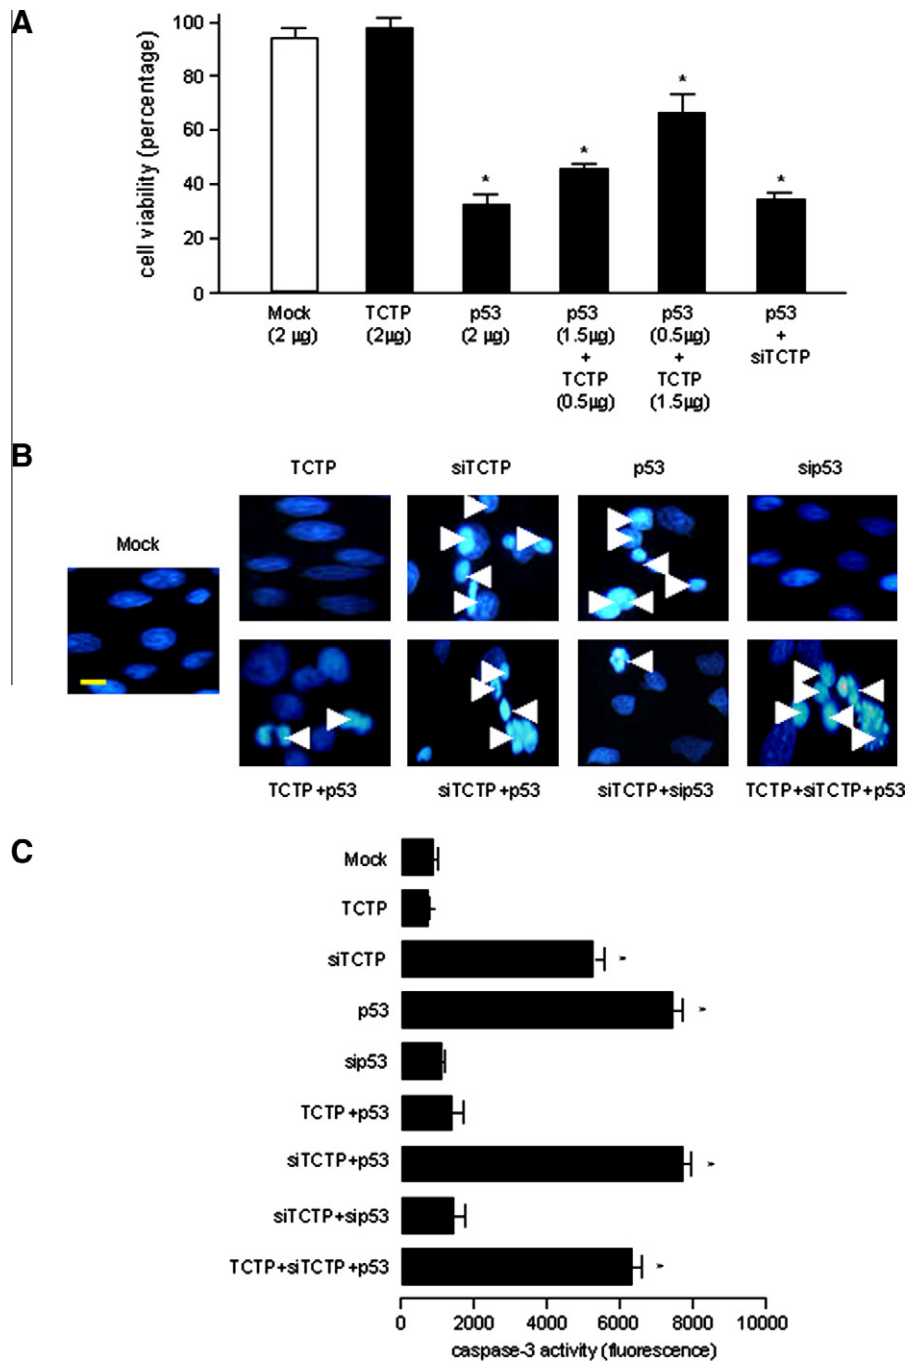 A
cell viability (percentage)
100
80
60
40
20
0
*
*
*
*
Mock
(2 µg)
TCTP
(2µg)
p53
(2 µg)
p53
(1.5µg)
+
TCTP
(0.5µg)
p53
(0.5µg)
+
TCTP
(1.5µg)
p53
+
siTCTP
B
TCTP
siTCTP
p53
sip53
Mock
TCTP+p53
siTCTP+p53
siTCTP+sip53
TCTP+siTCTP+p53
C
Mock
TCTP
siTCTP
*
p53
*
sip53
TCTP+p53
siTCTP+p53
*
siTCTP+sip53
TCTP+siTCTP+p53
*
0
2000
4000
6000
8000
10000
caspase-3 activity (fluorescence)